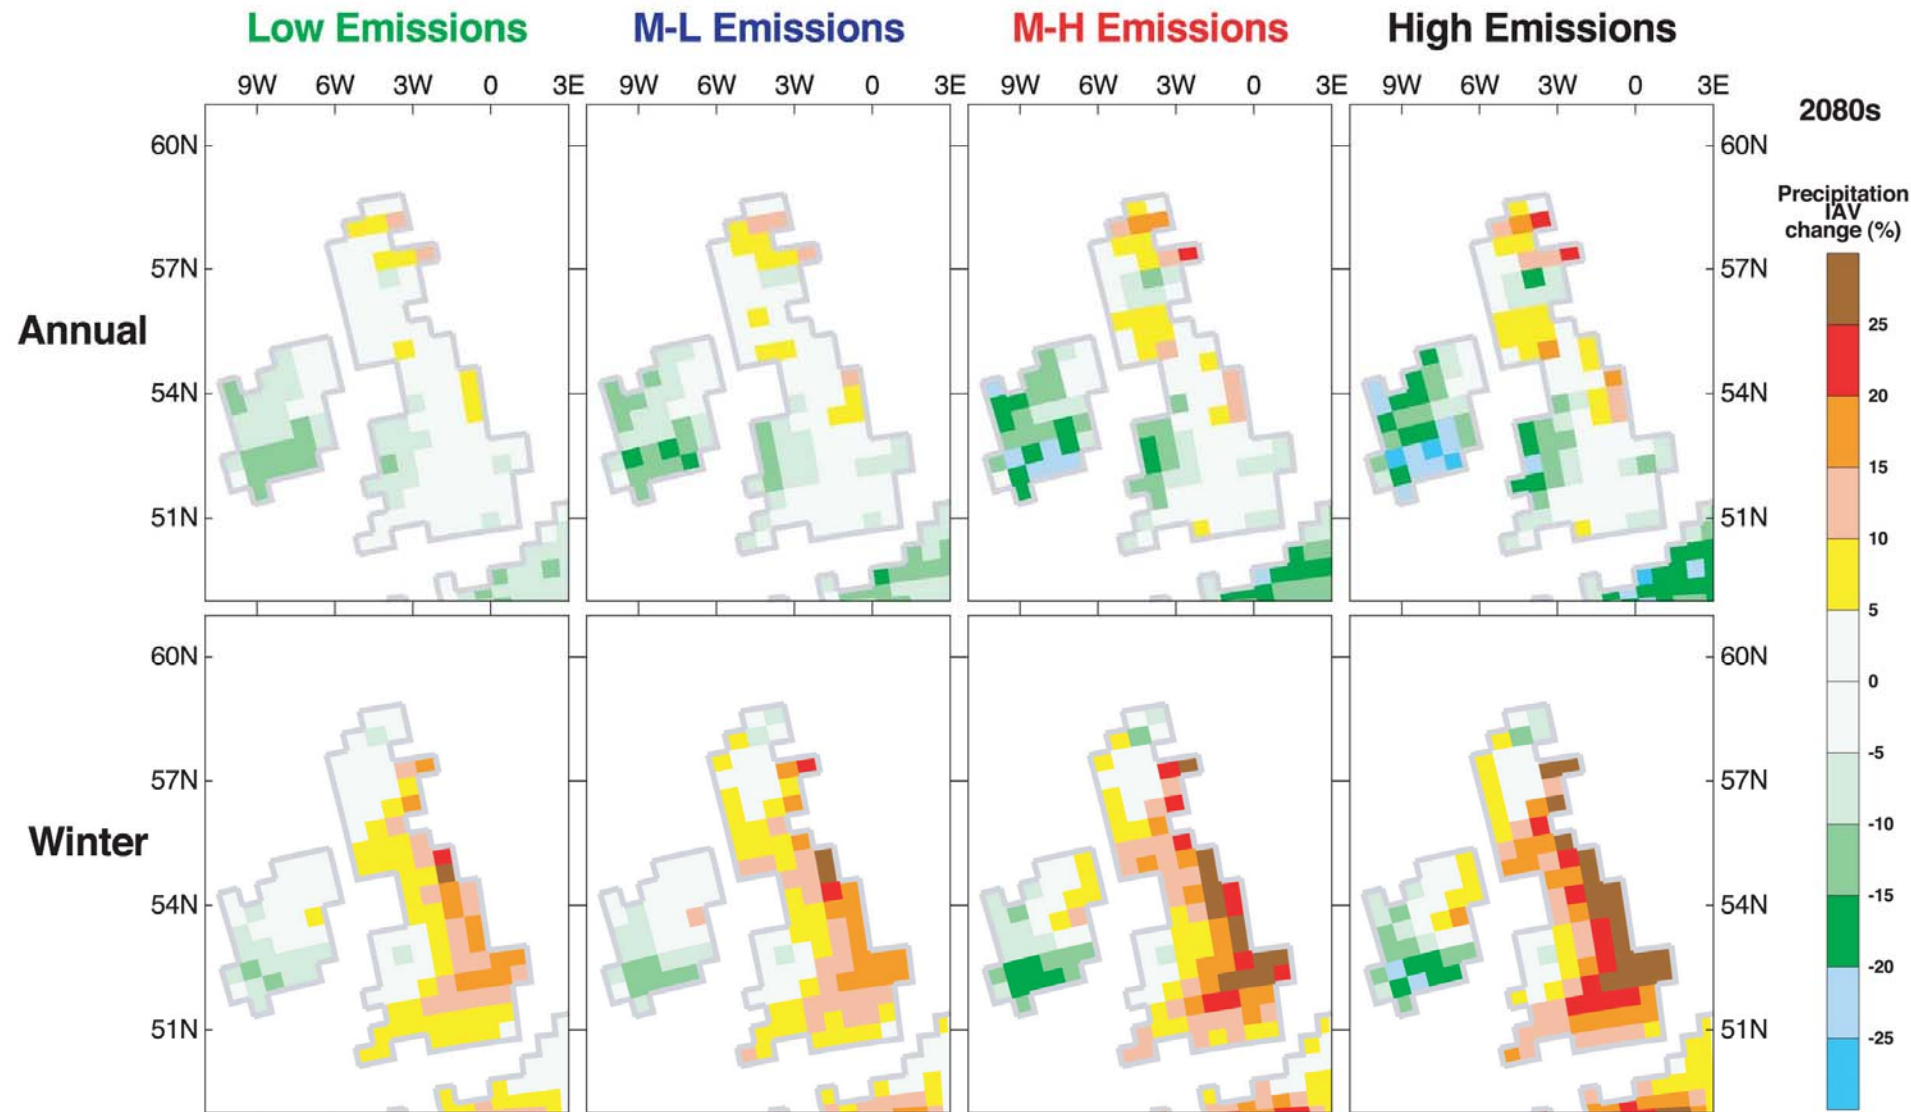 Low Emissions M-L Emissions M-H Emissions High Emissions
9W 6W 3W 0 3E 9W 6W 3W 0 3E 9W 6W 3W 0 3E 9W 6W 3W 0 3E
2080s
60N 60N
Precipitation
IAV
change (%)
57N 57N
25
Annual
54N 54N
20
15
51N 51N
10
5
60N 60N
0
-5
57N 57N
-10
Winter
54N 54N
-15
-20
51N 51N
-25